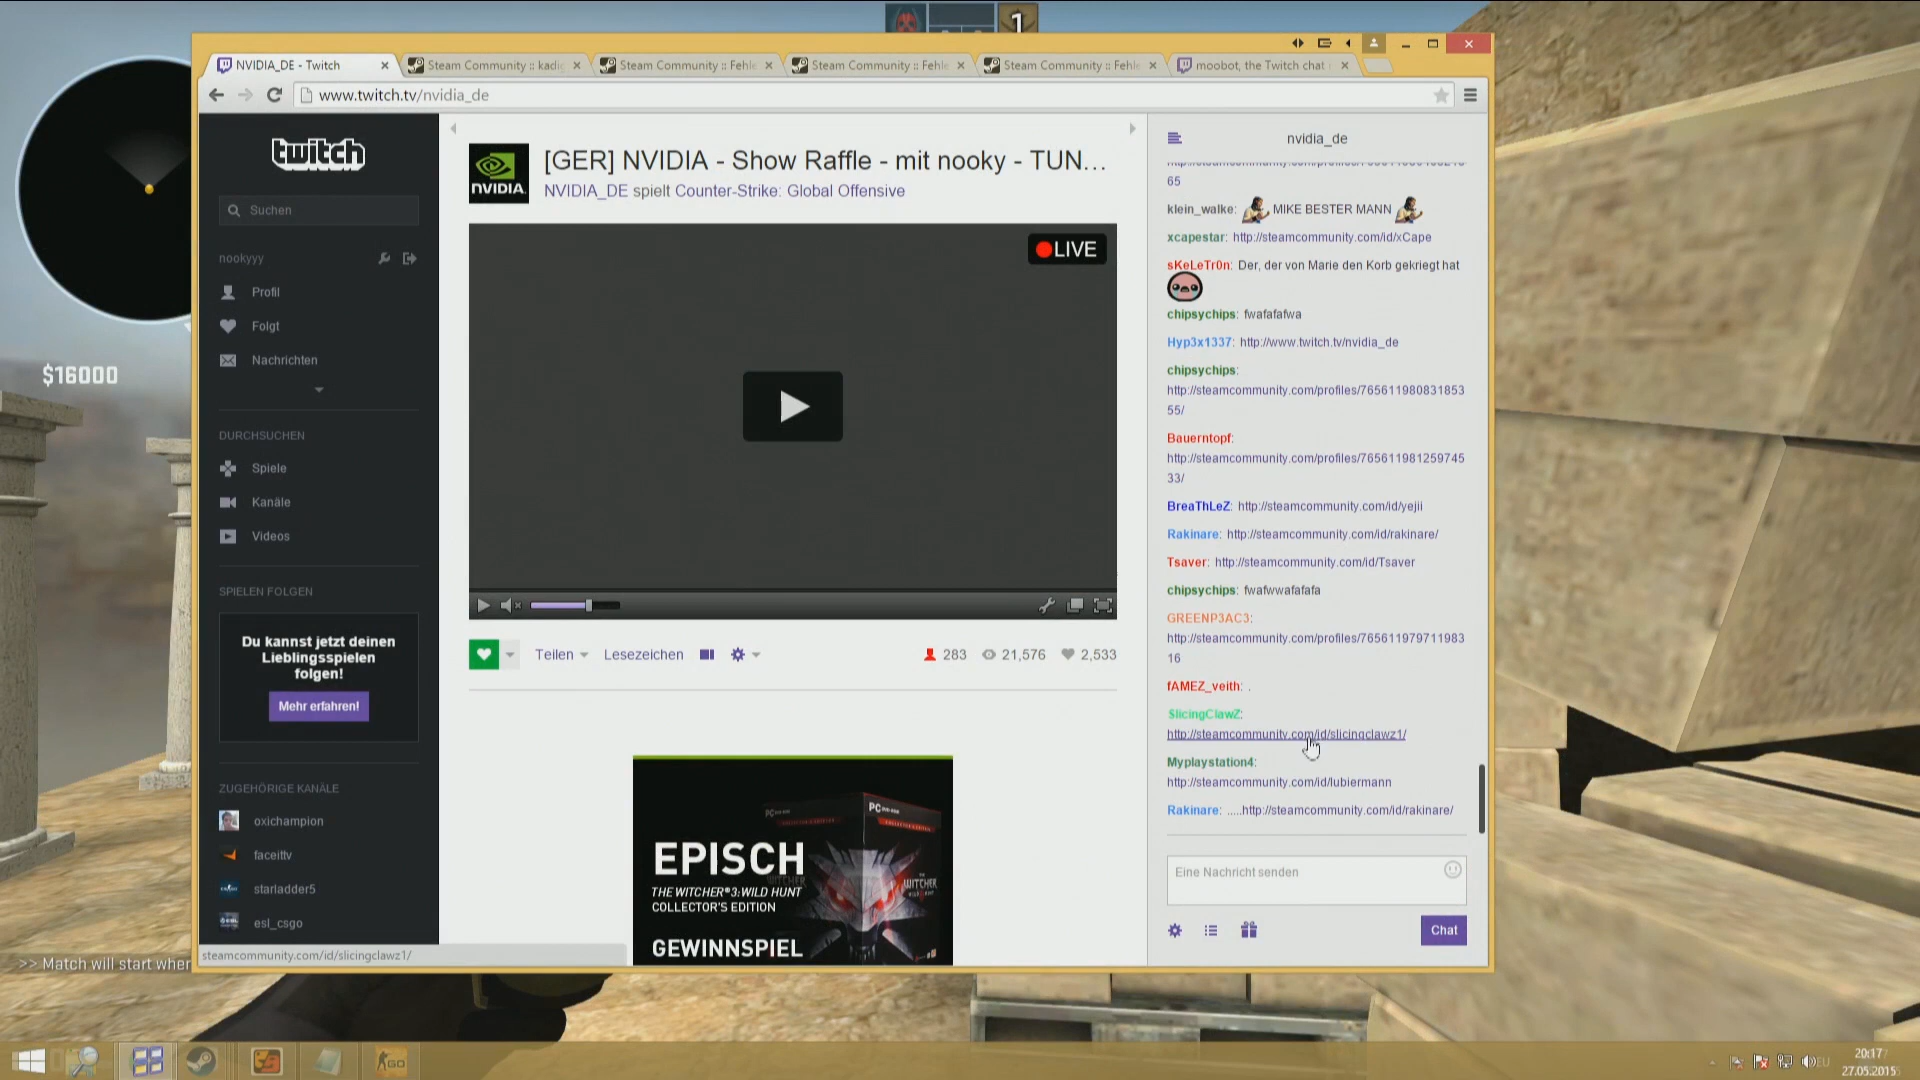 1
NVIDIA_DE - Twitch
Steam Community :: kadi
Steam Community :: Fehl
Steam Community :: Fehl
Steam Community :: Fehl
moobot, the Twitch chat
www.twitch.tv/nvidia_de
twitch
Suchen
nookyyy
Profil
Folgt
Nachrichten
DURCHSUCHEN
Spiele
Kanäle
Videos
SPIELEN FOLGEN
Du kannst jetzt deinen
Lieblingsspielen
folgen!
Mehr erfahren!
ZUGEHÖRIGE KANÄLE
oxichampion
faceittv
starladder5
esl_csgo
steamcommunity.com/id/slicingclawz1/
$16000
>> Match will start wher
NVIDIA.
[GER] NVIDIA - Show Raffle - mit nooky - TUN...
NVIDIA_DE spielt Counter-Strike: Global Offensive
LIVE
Teilen
Lesezeichen
283
21,576
2,533
EPISCH
THE WITCHER®3:WILD HUNT
COLLECTOR'S EDITION
GEWINNSPIEL
PC
PC
WITCHER
nvidia_de
65
klein_walke: MIKE BESTER MANN
xcapestar: http://steamcommunity.com/id/xCape
sKeLeTr0n: Der, der von Marie den Korb gekriegt hat
chipsychips: fwafafafwa
Hyp3x1337: http://www.twitch.tv/nvidia_de
chipsychips:
http://steamcommunity.com/profiles/765611980831853
55/
Bauerntopf:
http://steamcommunity.com/profiles/765611981259745
33/
BreaThLeZ: http://steamcommunity.com/id/yejii
Rakinare: http://steamcommunity.com/id/rakinare/
Tsaver: http://steamcommunity.com/id/Tsaver
chipsychips: fwafwwafafafa
GREENP3AC3:
http://steamcommunity.com/profiles/765611979711983
16
fAMEZ_veith: .
SlicingClawZ:
http://steamcommunity.com/id/slicingclawz1/
Myplaystation4:
http://steamcommunity.com/id/lubiermann
Rakinare: .....http://steamcommunity.com/id/rakinare/
Eine Nachricht senden
Chat
GO
20:17
27.05.2015